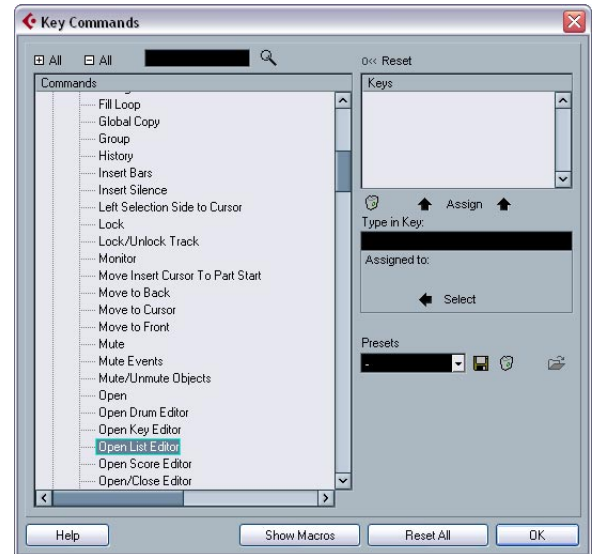 Key Commands
All
All
Reset
Commands
Fill Loop
Global Copy
Group
History
Insert Bars
Insert Silence
Left Selection Side to Cursor
Lock
Lock/Unlock Track
Monitor
Move Insert Cursor To Part Start
Move to Back
Move to Cursor
Move to Front
Mute
Mute Events
Mute/Unmute Objects
Open
Open Drum Editor
Open Key Editor
Open List Editor
Open Score Editor
Open/Close Editor
Keys
Assign
Type in Key:
Assigned to:
Select
Presets
-
Help
Show Macros
Reset All
OK